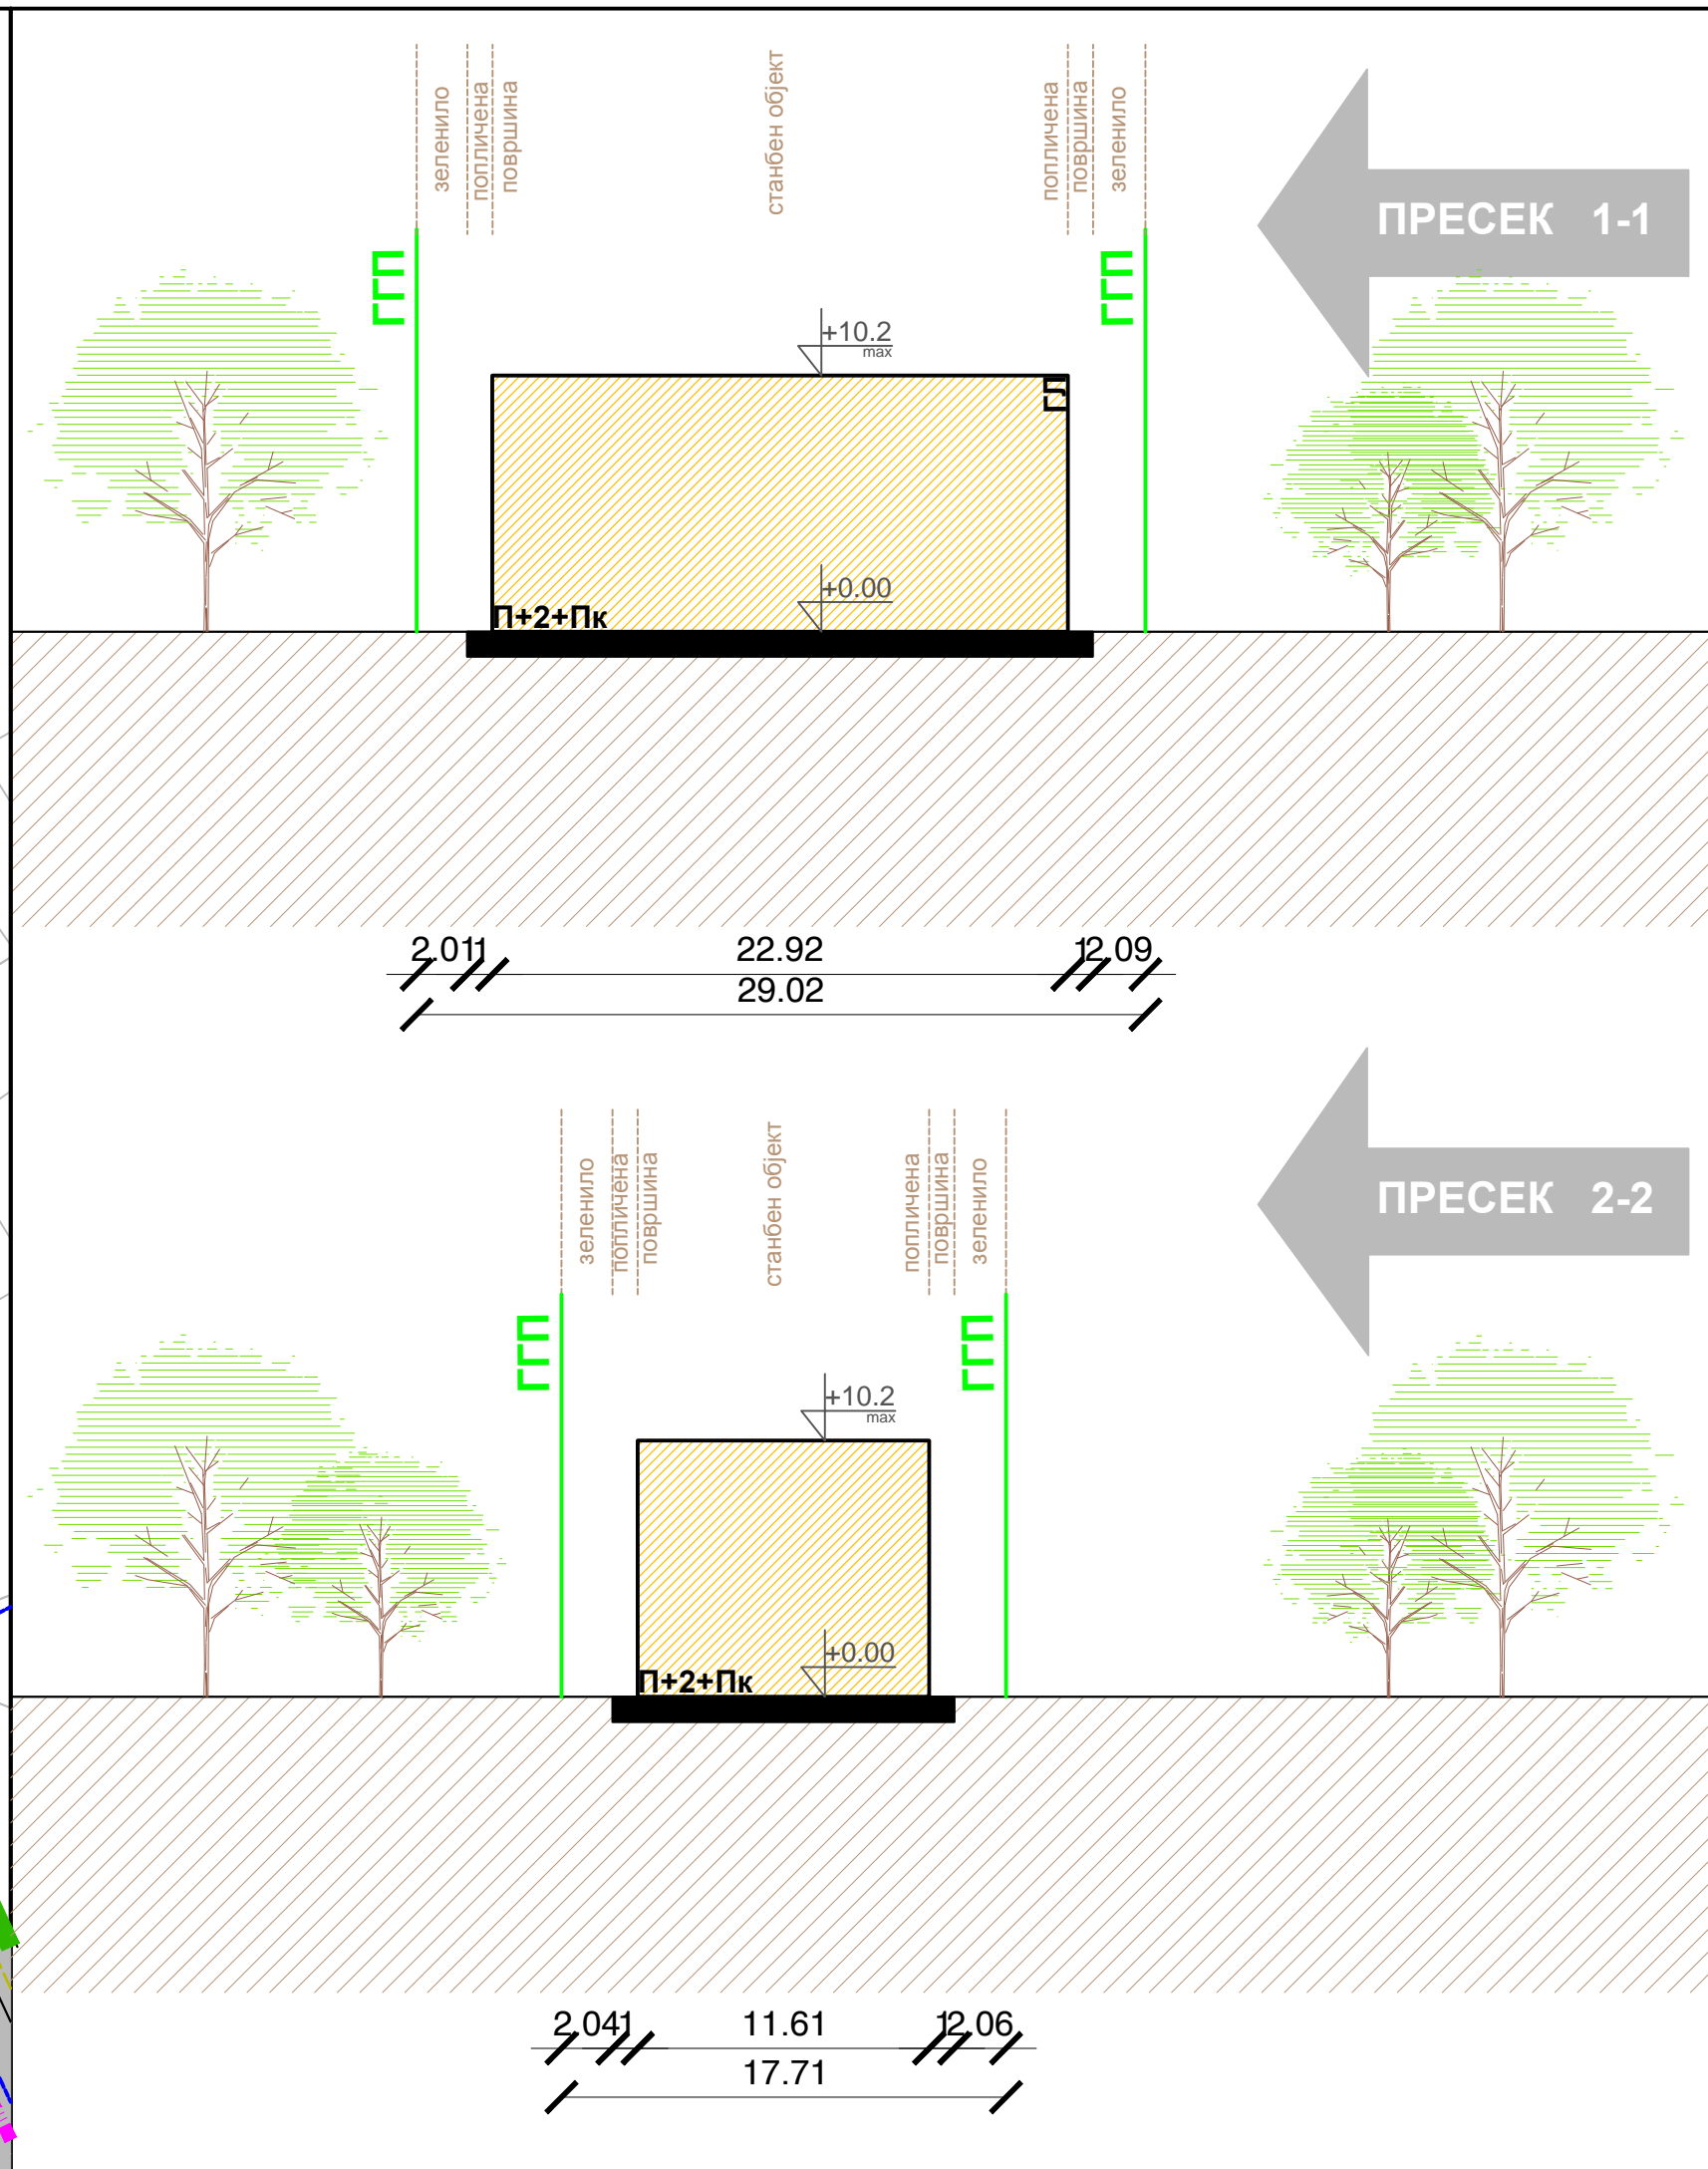 зеленило
поплочена
површина
станбен објект
поплочена
површина
зеленило
ПРЕСЕК 1-1
ГГП
ГГП
+10.2
max
+0.00
П+2+Пк
2.01 1 22.92 1 2.09
29.02
зеленило
попличена
површина
станбен објект
попличена
површина
зеленило
ПРЕСЕК 2-2
ГГП
ГГП
+10.2
max
+0.00
П+2+Пк
2.04 1 11.61 1 2.06
17.71